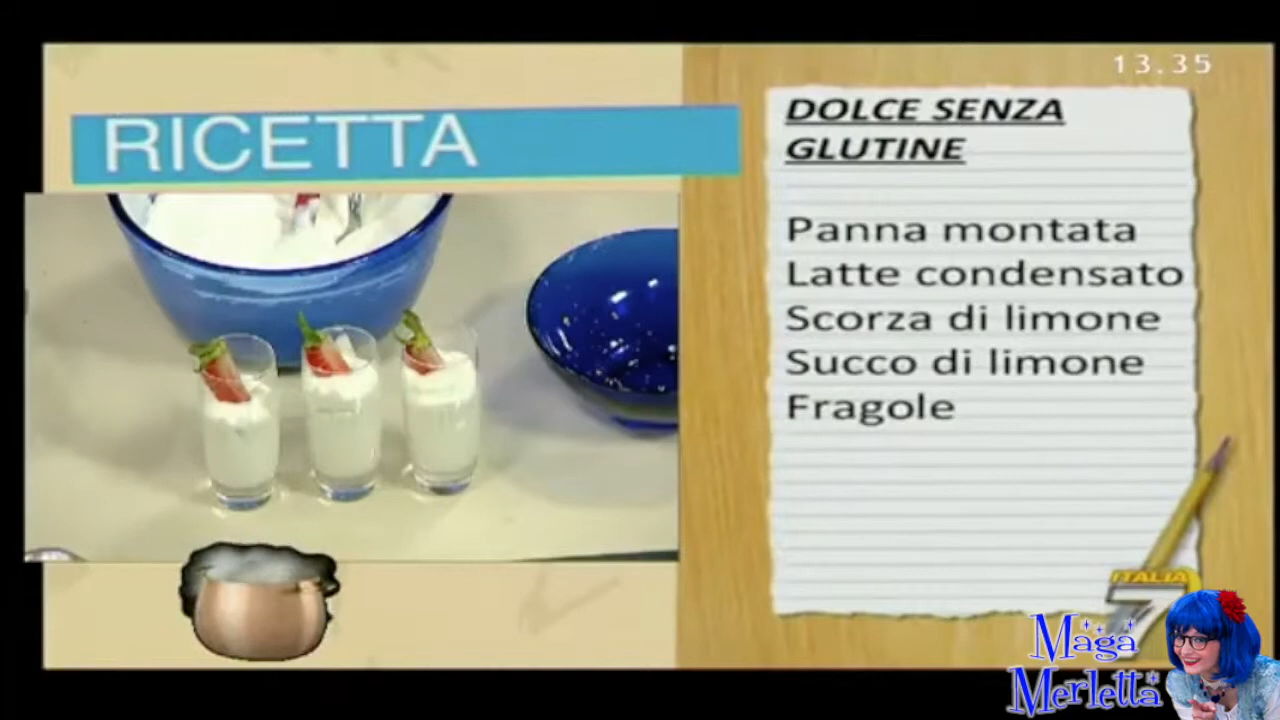 13.35
RICETTA
DOLCE SENZA
GLUTINE
Panna montata
Latte condensato
Scorza di limone
Succo di limone
Fragole
ITALIA
7
Maga
Merletta